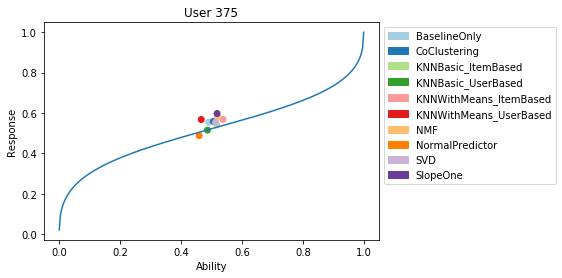 User 375
1.0
0.8
0.6
0.4
0.2
0.0
Response
0.0 0.2 0.4 0.6 0.8 1.0
Ability
BaselineOnly
CoClustering
KNNBasic_ItemBased
KNNBasic_UserBased
KNNWithMeans_ItemBased
KNNWithMeans_UserBased
NMF
NormalPredictor
SVD
SlopeOne